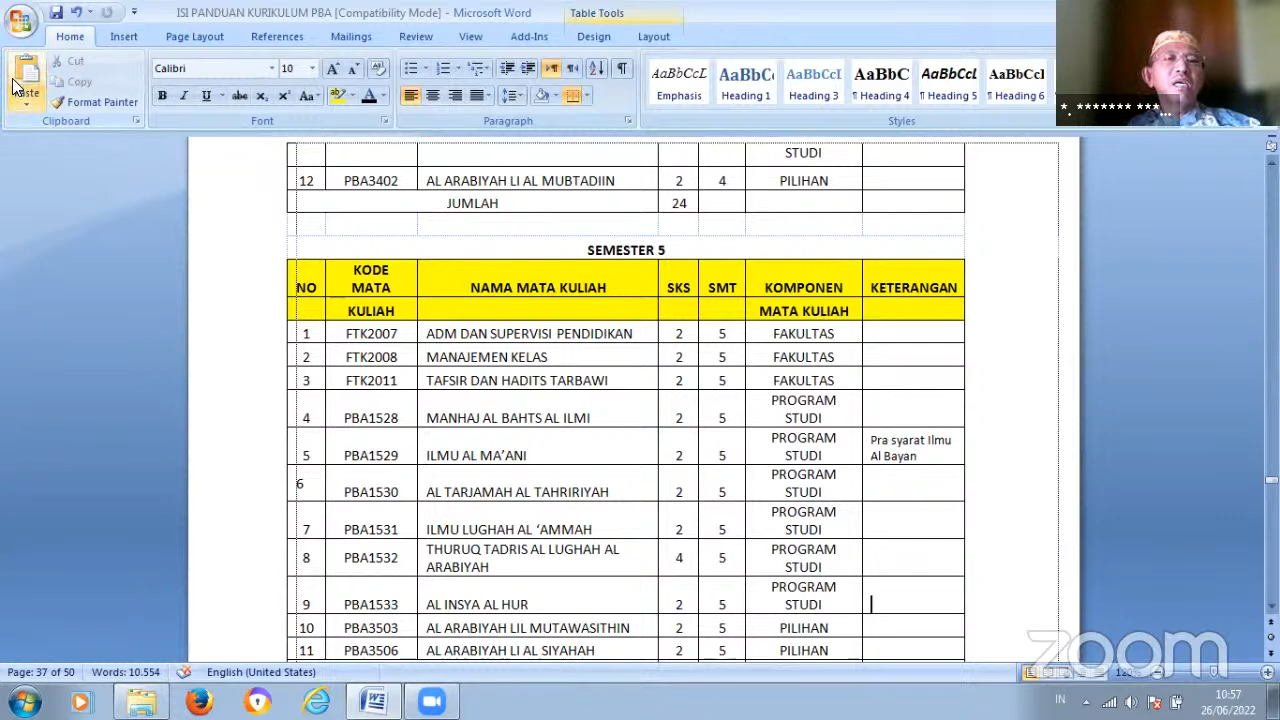 ISI PANDUAN KURIKULUM PBA [Compatibility Mode] - Microsoft Word
Table Tools
Home Insert Page Layout References Mailings Review View Add-Ins Design Layout
Cut
Copy
Paste
Format Painter
Clipboard
Calibri 10
Font
Paragraph
AaBbCcL AaBbCc AaBbCcL AaBbCcL AaBbCcL AaBbCcL
Emphasis Heading 1 Heading 3 ¶ Heading 4 ¶ Heading 5 ¶ Heading 6
Styles
*. ******* ***...
STUDI
12 PBA3402 AL ARABIYAH LI AL MUBTADIIN 2 4 PILIHAN
JUMLAH 24
SEMESTER 5
NO KODE MATA NAMA MATA KULIAH SKS SMT KOMPONEN KETERANGAN
KULIAH MATA KULIAH
1 FTK2007 ADM DAN SUPERVISI PENDIDIKAN 2 5 FAKULTAS
2 FTK2008 MANAJEMEN KELAS 2 5 FAKULTAS
3 FTK2011 TAFSIR DAN HADITS TARBAWI 2 5 FAKULTAS
4 PBA1528 MANHAJ AL BAHTS AL ILMI 2 5 PROGRAM STUDI
5 PBA1529 ILMU AL MA’ANI 2 5 PROGRAM STUDI Pra syarat Ilmu Al Bayan
6 PBA1530 AL TARJAMAH AL TAHRIRIYAH 2 5 PROGRAM STUDI
7 PBA1531 ILMU LUGHAH AL ‘AMMAH 2 5 PROGRAM STUDI
8 PBA1532 THURUQ TADRIS AL LUGHAH AL ARABIYAH 4 5 PROGRAM STUDI
9 PBA1533 AL INSYA AL HUR 2 5 PROGRAM STUDI
10 PBA3503 AL ARABIYAH LIL MUTAWASITHIN 2 5 PILIHAN
11 PBA3506 AL ARABIYAH LI AL SIYAHAH 2 5 PILIHAN
zoom
Page: 37 of 50 Words: 10.554 English (United States) 120%
IN 10:57
26/06/2022